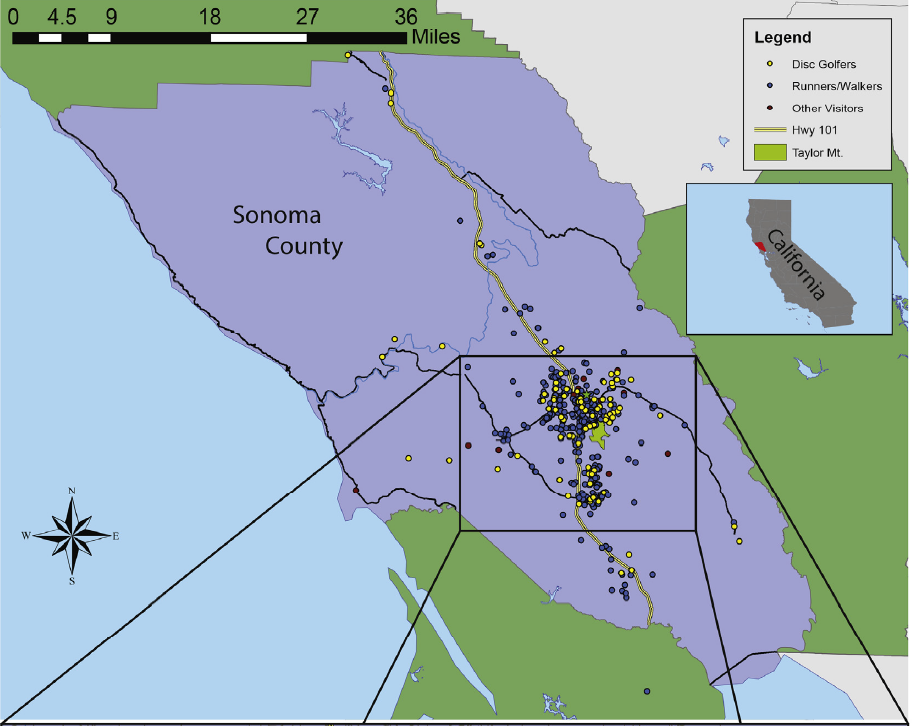 0 4.5 9 18 27 36
Miles
Legend
Disc Golfers
Runners/Walkers
Other Visitors
Hwy 101
Taylor Mt.
Sonoma
County
California
N
W E
S